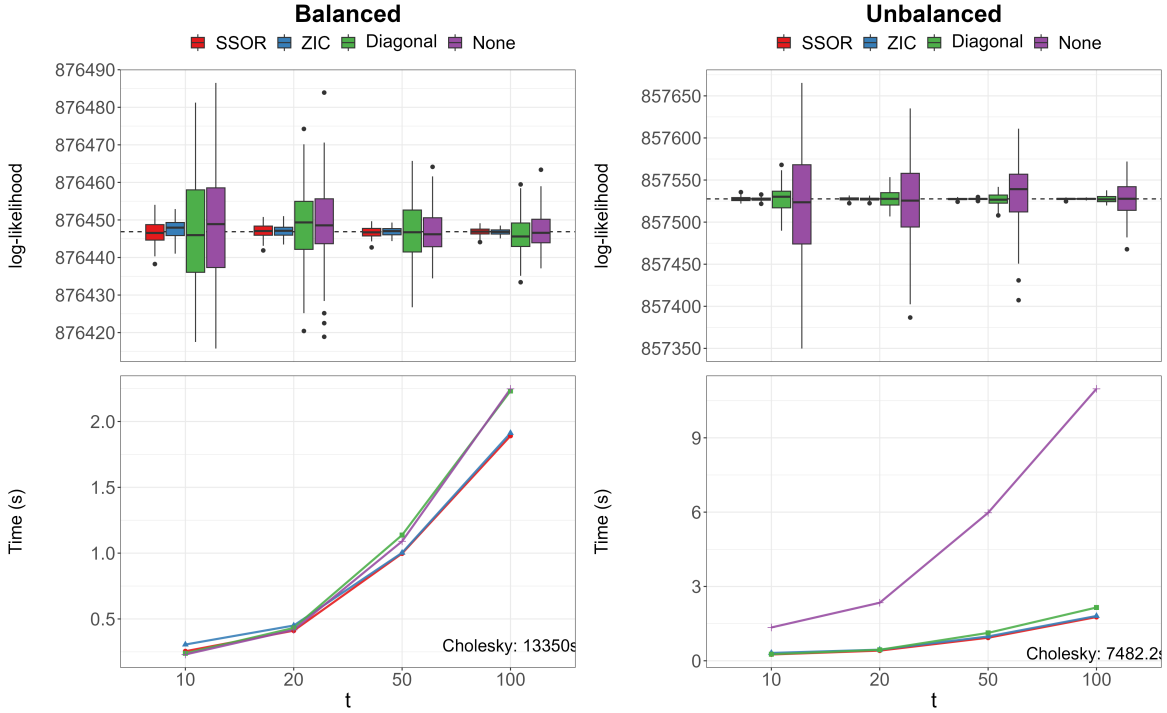 Balanced
SSOR ZIC Diagonal None
log-likelihood
876490
876480
876470
876460
876450
876440
876430
876420
Time (s)
2.0
1.5
1.0
0.5
Cholesky: 13350s
10 20 50 100
t
Unbalanced
SSOR ZIC Diagonal None
log-likelihood
857650
857600
857550
857500
857450
857400
857350
Time (s)
9
6
3
0
Cholesky: 7482.2s
10 20 50 100
t